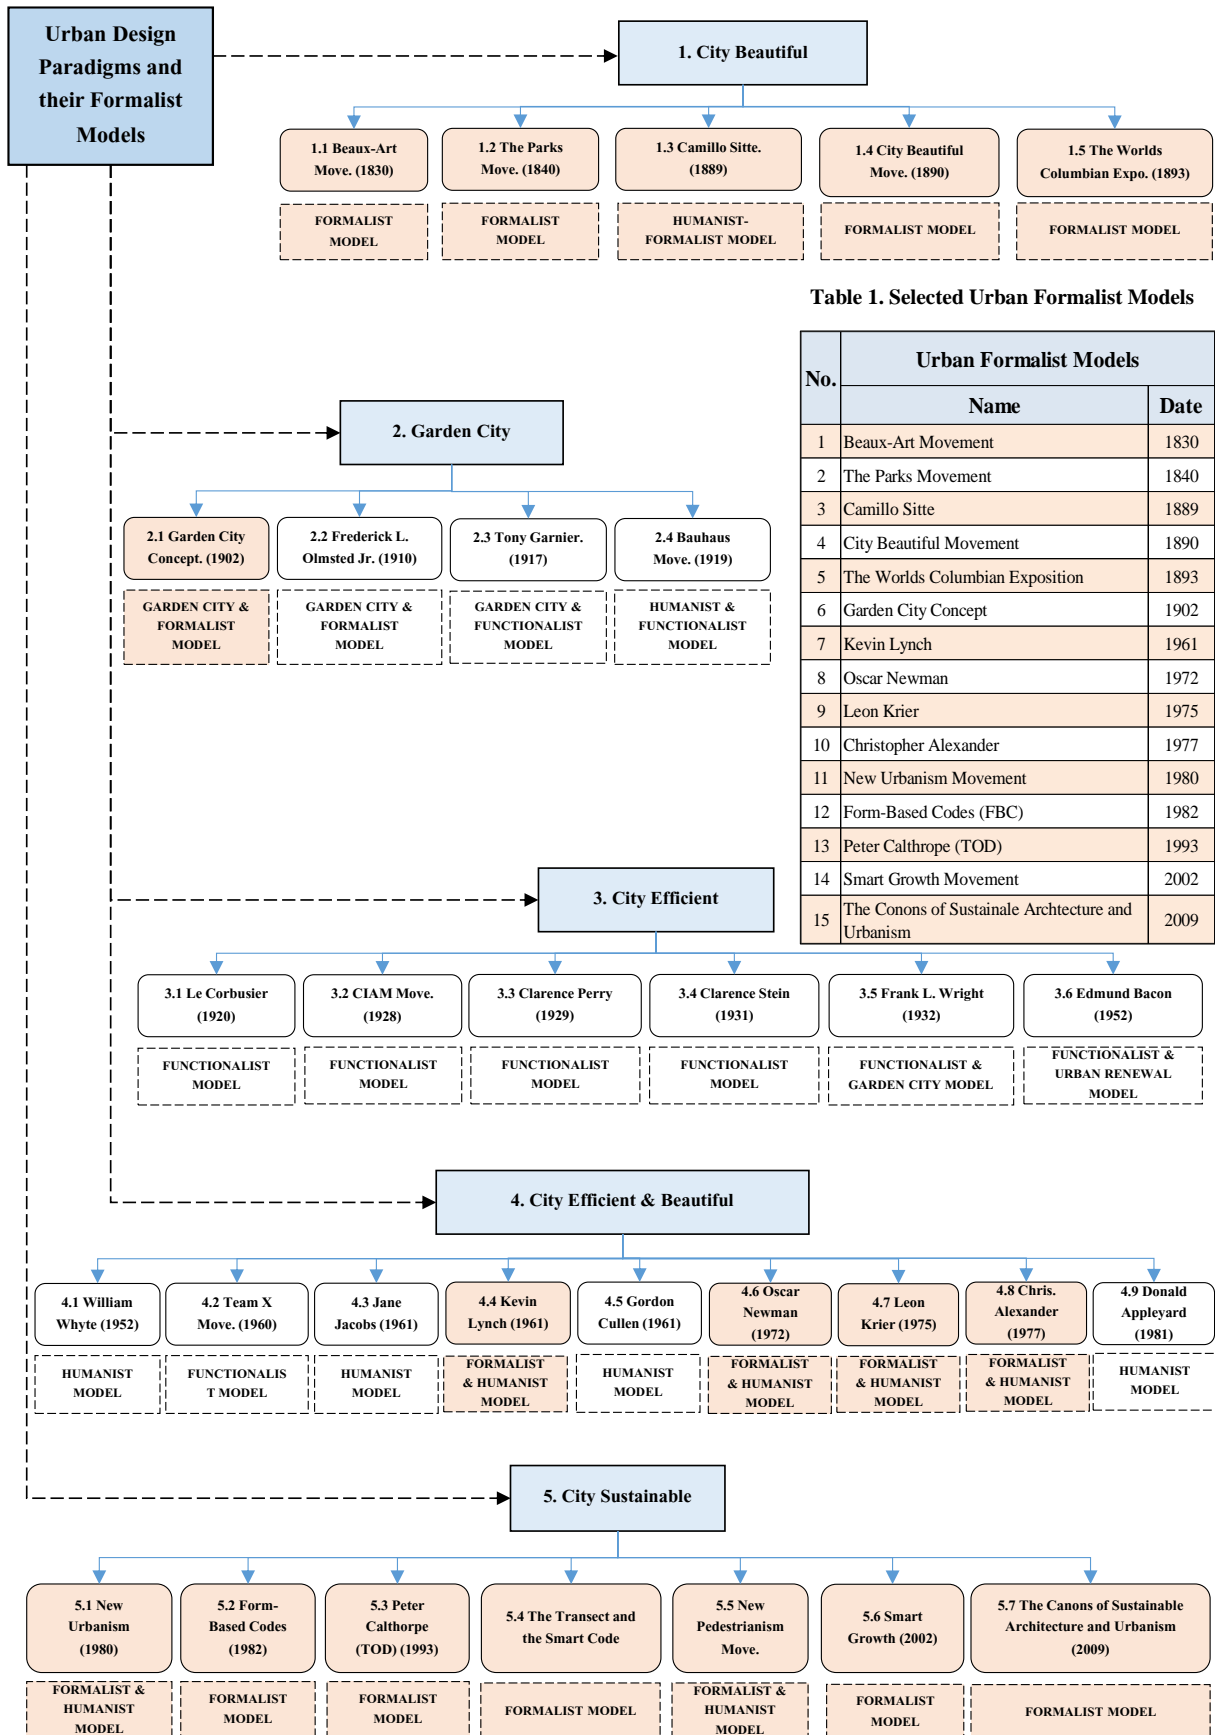 Urban Design
Paradigms and
their Formalist
Models
1. City Beautiful
1.1 Beaux-Art
Move. (1830)
1.2 The Parks
Move. (1840)
1.3 Camillo Sitte.
(1889)
1.4 City Beautiful
Move. (1890)
1.5 The Worlds
Columbian Expo. (1893)
FORMALIST
MODEL
FORMALIST
MODEL
HUMANIST-
FORMALIST MODEL
FORMALIST MODEL
FORMALIST MODEL
Table 1. Selected Urban Formalist Models
No.
Urban Formalist Models
Name Date
1 Beaux-Art Movement 1830
2 The Parks Movement 1840
3 Camillo Sitte 1889
4 City Beautiful Movement 1890
5 The Worlds Columbian Exposition 1893
6 Garden City Concept 1902
7 Kevin Lynch 1961
8 Oscar Newman 1972
9 Leon Krier 1975
10 Christopher Alexander 1977
11 New Urbanism Movement 1980
12 Form-Based Codes (FBC) 1982
13 Peter Calthrope (TOD) 1993
14 Smart Growth Movement 2002
15 The Conons of Sustainale Archtecture and
Urbanism 2009
2. Garden City
2.1 Garden City
Concept. (1902)
2.2 Frederick L.
Olmsted Jr. (1910)
2.3 Tony Garnier.
(1917)
2.4 Bauhaus
Move. (1919)
GARDEN CITY &
FORMALIST
MODEL
GARDEN CITY &
FORMALIST
MODEL
GARDEN CITY &
FUNCTIONALIST
MODEL
HUMANIST &
FUNCTIONALIST
MODEL
3. City Efficient
3.1 Le Corbusier
(1920)
3.2 CIAM Move.
(1928)
3.3 Clarence Perry
(1929)
3.4 Clarence Stein
(1931)
3.5 Frank L. Wright
(1932)
3.6 Edmund Bacon
(1952)
FUNCTIONALIST
MODEL
FUNCTIONALIST
MODEL
FUNCTIONALIST
MODEL
FUNCTIONALIST
MODEL
FUNCTIONALIST &
GARDEN CITY MODEL
FUNCTIONALIST &
URBAN RENEWAL
MODEL
4. City Efficient & Beautiful
4.1 William
Whyte (1952)
4.2 Team X
Move. (1960)
4.3 Jane
Jacobs (1961)
4.4 Kevin
Lynch (1961)
4.5 Gordon
Cullen (1961)
4.6 Oscar
Newman
(1972)
4.7 Leon
Krier (1975)
4.8 Chris.
Alexander
(1977)
4.9 Donald
Appleyard
(1981)
HUMANIST
MODEL
FUNCTIONALIS
T MODEL
HUMANIST
MODEL
FORMALIST
& HUMANIST
MODEL
HUMANIST
MODEL
FORMALIST
& HUMANIST
MODEL
FORMALIST
& HUMANIST
MODEL
FORMALIST
& HUMANIST
MODEL
HUMANIST
MODEL
5. City Sustainable
5.1 New
Urbanism
(1980)
5.2 Form-
Based Codes
(1982)
5.3 Peter
Calthorpe
(TOD) (1993)
5.4 The Transect and
the Smart Code
5.5 New
Pedestrianism
Move.
5.6 Smart
Growth (2002)
5.7 The Canons of Sustainable
Architecture and Urbanism
(2009)
FORMALIST &
HUMANIST
MODEL
FORMALIST
MODEL
FORMALIST
MODEL
FORMALIST MODEL
FORMALIST &
HUMANIST
MODEL
FORMALIST
MODEL
FORMALIST MODEL